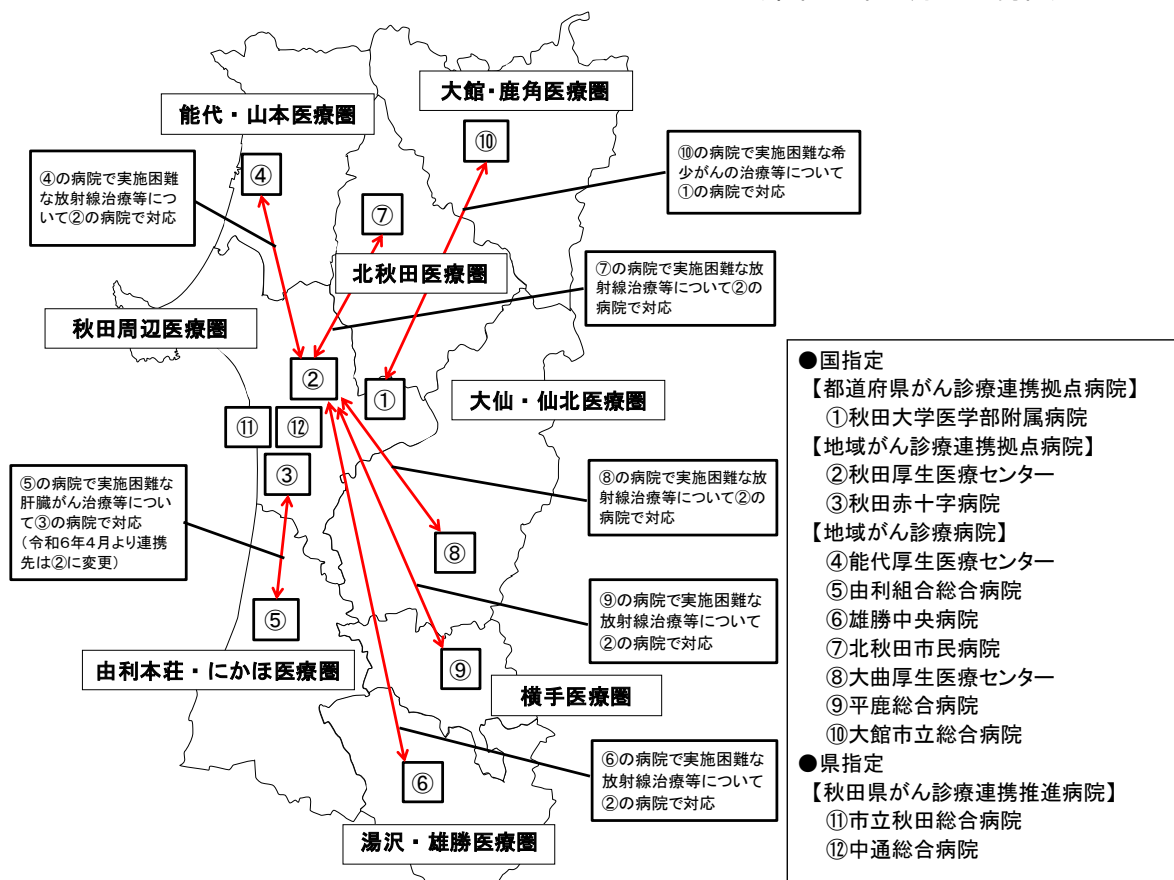 大館・鹿角医療圏
能代・山本医療圏
⑩
⑩の病院で実施困難な希
少がんの治療等について
①の病院で対応
④の病院で実施困難
な放射線治療等につ
いて②の病院で対応
④
⑦
北秋田医療圏
⑦の病院で実施困難な放
射線治療等について②の
病院で対応
秋田周辺医療圏
②
①
大仙・仙北医療圏
⑪
⑫
③
⑤の病院で実施困難な
肝臓がん治療等につい
て③の病院で対応
(令和6年4月より連携
先は②に変更)
⑧の病院で実施困難な放
射線治療等について②の
病院で対応
⑧
⑤
⑨の病院で実施困難な
放射線治療等について
②の病院で対応
由利本荘・にかほ医療圏
⑨
横手医療圏
⑥
⑥の病院で実施困難な
放射線治療等について
②の病院で対応
湯沢・雄勝医療圏
●国指定
【都道府県がん診療連携拠点病院】
①秋田大学医学部附属病院
【地域がん診療連携拠点病院】
②秋田厚生医療センター
③秋田赤十字病院
【地域がん診療病院】
④能代厚生医療センター
⑤由利組合総合病院
⑥雄勝中央病院
⑦北秋田市民病院
⑧大曲厚生医療センター
⑨平鹿総合病院
⑩大館市立総合病院
●県指定
【秋田県がん診療連携推進病院】
⑪市立秋田総合病院
⑫中通総合病院